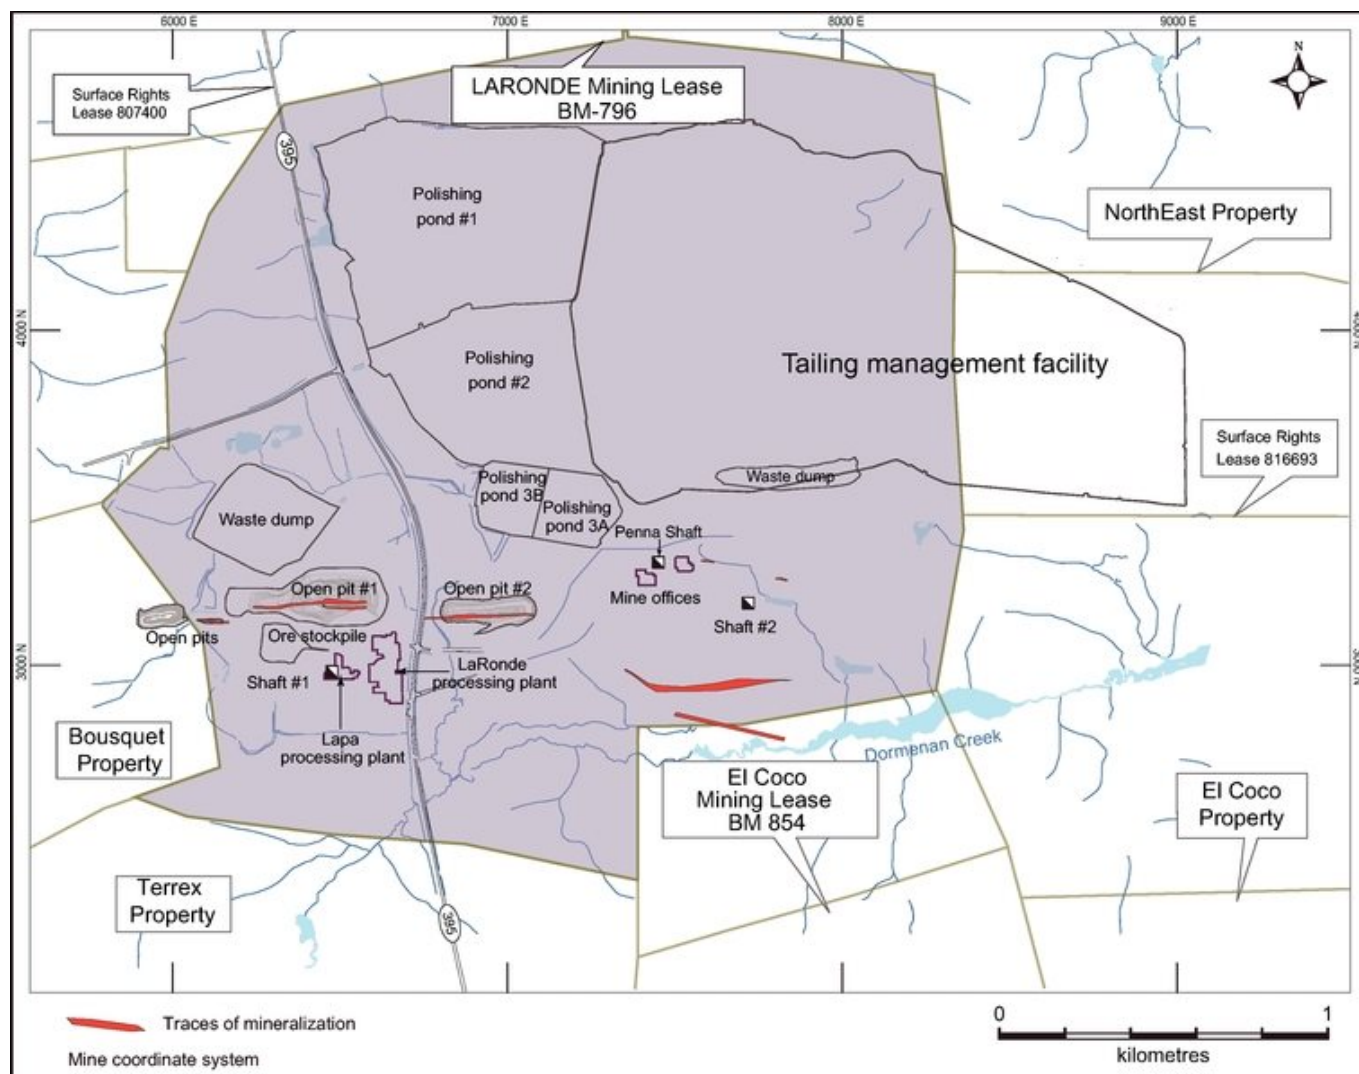 6000 E
7000 E
8000 E
9000 E
N
Surface Rights
Lease 807400
LARONDE Mining Lease
BM-796
395
Polishing
pond #1
NorthEast Property
4000 N
4000 N
Polishing
pond #2
Tailing management facility
Surface Rights
Lease 816693
Waste dump
Polishing
pond 3B
Polishing
pond 3A
Waste dump
Penna Shaft
Open pit #1
Open pit #2
Mine offices
Open pits
Ore stockpile
Shaft #2
3000 N
3000 N
Shaft #1
LaRonde
processing plant
Lapa
processing plant
Bousquet
Property
Dormenan Creek
El Coco
Mining Lease
BM 854
El Coco
Property
Terrex
Property
395
Traces of mineralization
Mine coordinate system
0
1
kilometres